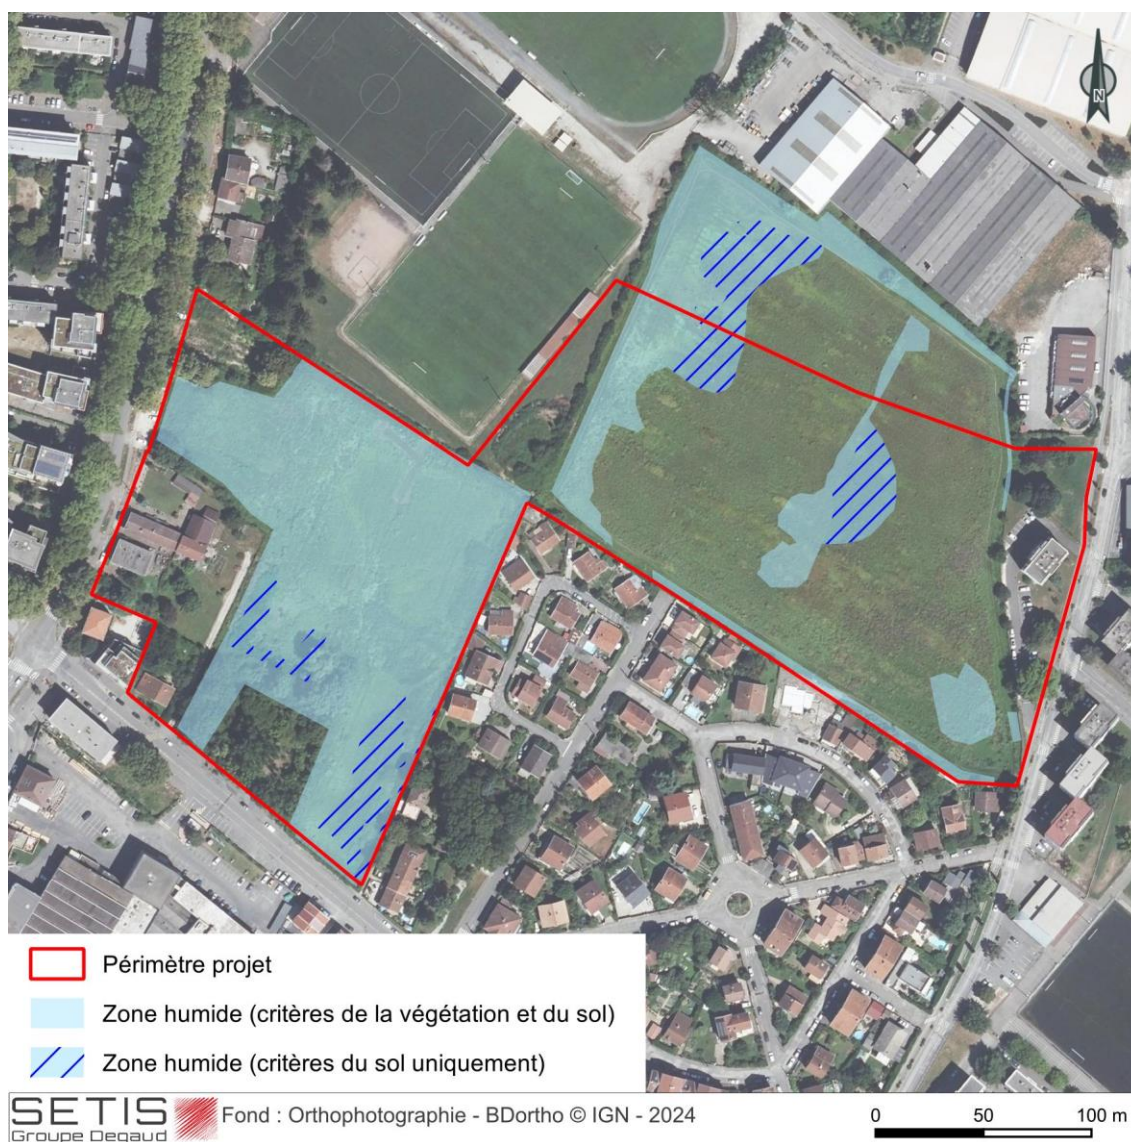 N
Périmètre projet
Zone humide (critères de la végétation et du sol)
Zone humide (critères du sol uniquement)
SETIS
Groupe Degaud
Fond : Orthophotographie - BDortho © IGN - 2024
0 50 100 m